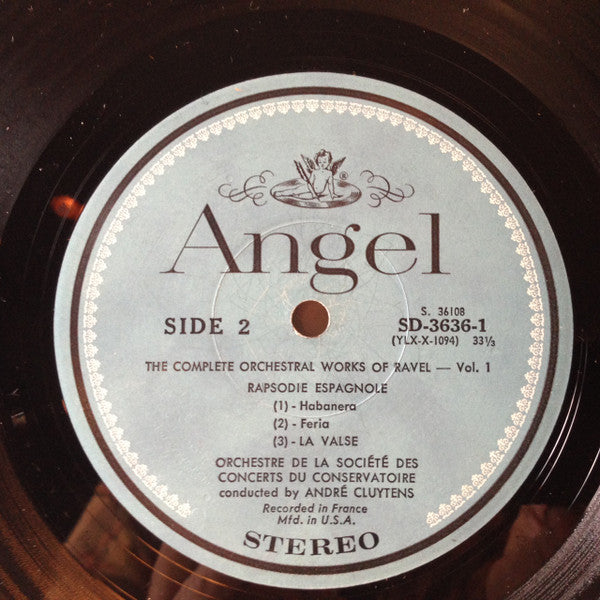 ®
Angel
S. 36108
SIDE 2 SD-3636-1
(YLX-X-1094) 33⅓
THE COMPLETE ORCHESTRAL WORKS OF RAVEL — Vol. 1
RAPSODIE ESPAGNOLE
(1) - Habanera
(2) - Feria
(3) - LA VALSE
ORCHESTRE DE LA SOCIÉTÉ DES
CONCERTS DU CONSERVATOIRE
conducted by ANDRÉ CLUYTENS
Recorded in France
Mfd. in U.S.A.
STEREO